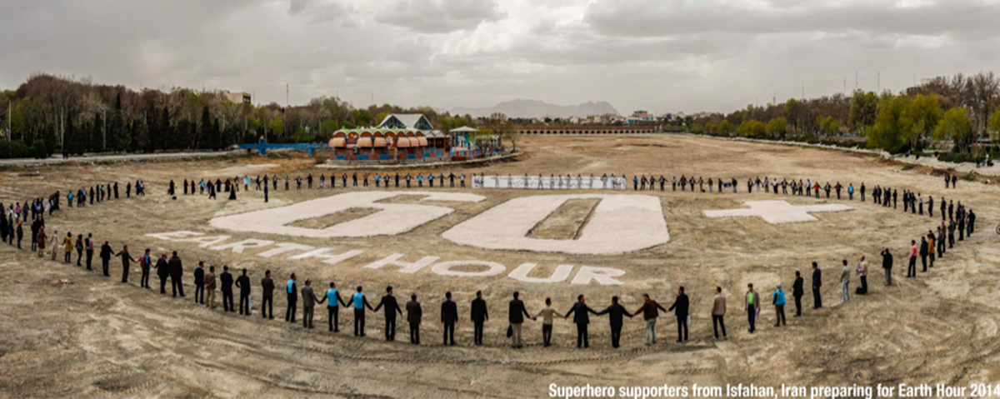 60+
EARTH HOUR
Superhero supporters from Isfahan, Iran preparing for Earth Hour 2014